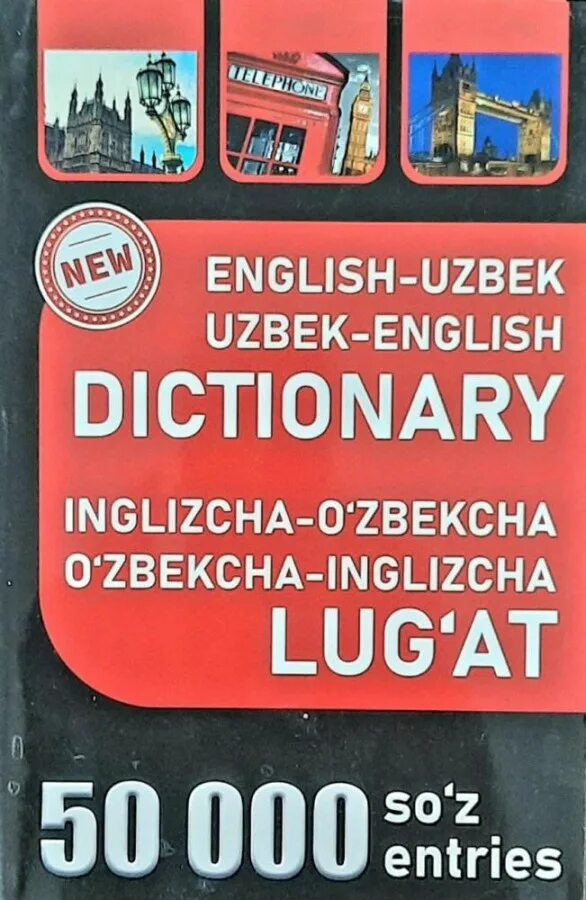 TELEPHONE
NEW
ENGLISH-UZBEK
UZBEK-ENGLISH
DICTIONARY
INGLIZCHA-O‘ZBEKCHA
O‘ZBEKCHA-INGLIZCHA
LUG‘AT
50 000 so‘z
entries